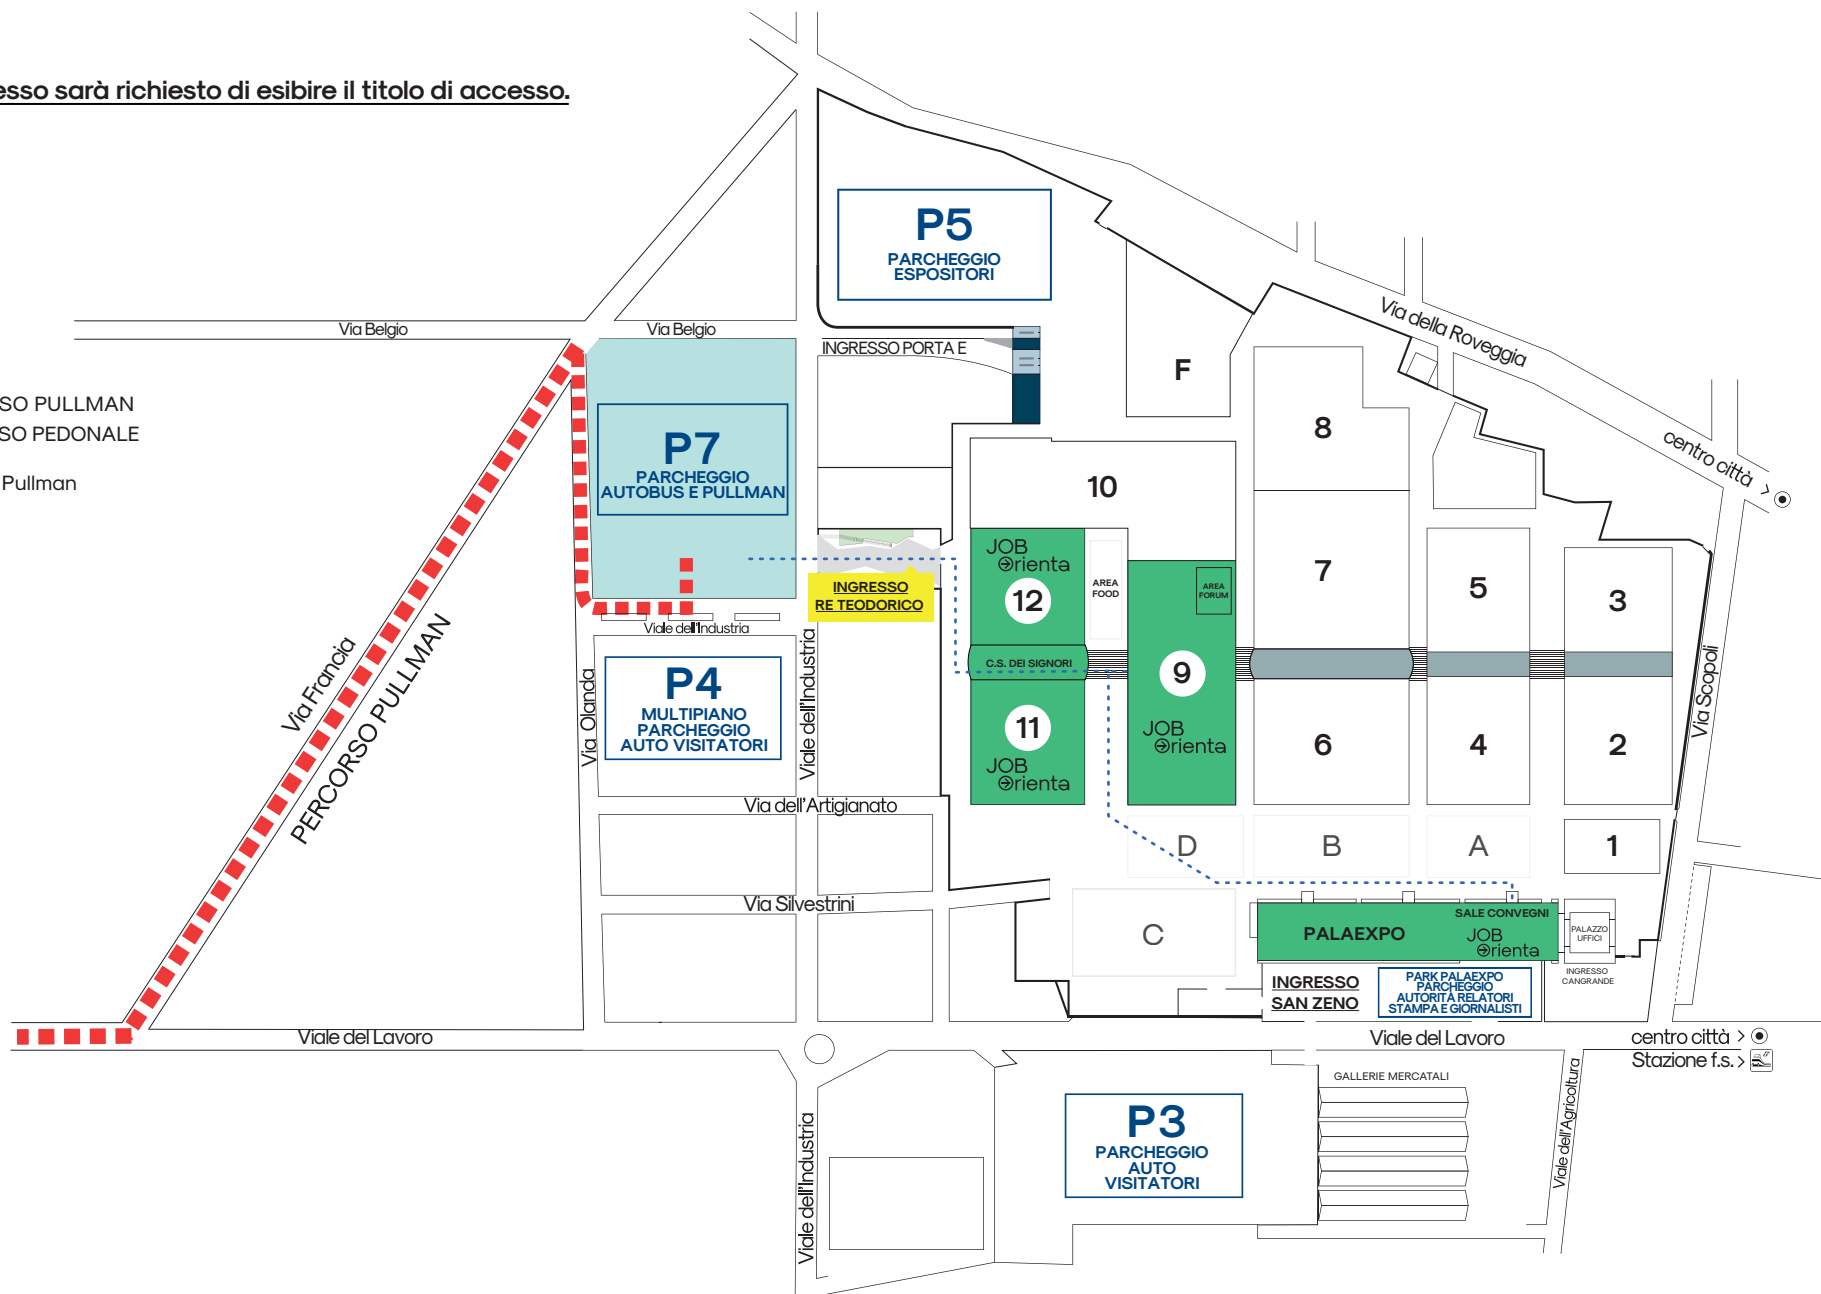 esso sarà richiesto di esibire il titolo di accesso.
P5
PARCHEGGIO
ESPOSITORI
Via Belgio
Via Belgio
INGRESSO PORTA E
Via della Roveggia
SO PULLMAN
SO PEDONALE
Pullman
P7
PARCHEGGIO
AUTOBUS E PULLMAN
F
8
10
centro città >
JOB
Orienta
12
AREA
FOOD
AREA
FORUM
7
5
3
INGRESSO
RE TEODORICO
Viale dell'Industria
C.S. DEI SIGNORI
9
Via Francia
PERCORSO PULLMAN
Via Olanda
P4
MULTIPIANO
PARCHEGGIO
AUTO VISITATORI
Viale dell'Industria
11
JOB
Orienta
JOB
Orienta
6
4
2
Via Scopoli
Via dell'Artigianato
D
B
A
1
Via Silvestrini
C
PALAEXPO
SALE CONVEGNI
JOB
Orienta
PALAZZO
UFFICI
INGRESSO
CANGRANDE
INGRESSO
SAN ZENO
PARK PALAEXPO
PARCHEGGIO
AUTORITÀ RELATORI
STAMPA E GIORNALISTI
Viale del Lavoro
Viale del Lavoro
centro città >
Stazione f.s. >
GALLERIE MERCATALI
P3
PARCHEGGIO
AUTO
VISITATORI
Viale dell'Industria
Viale dell'Agricoltura